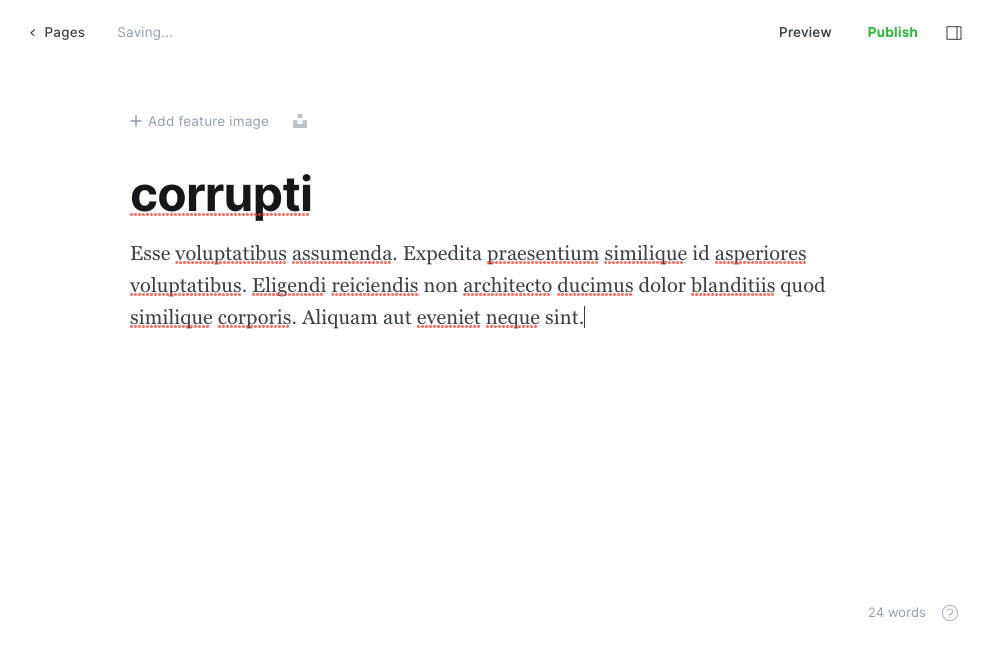 Pages
Saving...
Preview
Publish
Add feature image
corrupti
Esse voluptatibus assumenda. Expedita praesentium similique id asperiores
voluptatibus. Eligendi reiciendis non architecto ducimus dolor blanditiis quod
similique corporis. Aliquam aut eveniet neque sint.
24 words